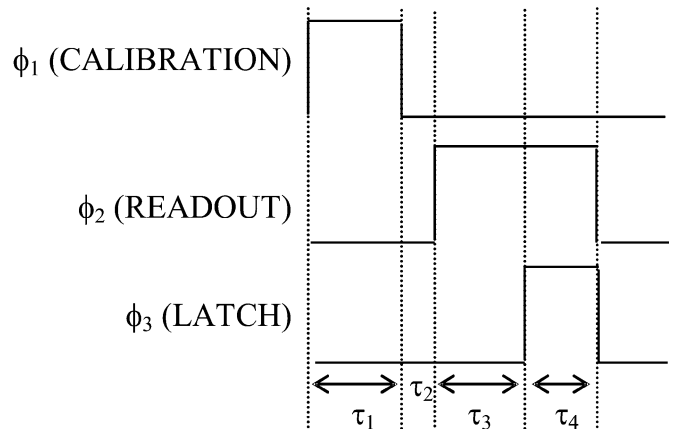 ϕ₁ (CALIBRATION)
ϕ₂ (READOUT)
ϕ₃ (LATCH)
τ₁ τ₂ τ₃ τ₄